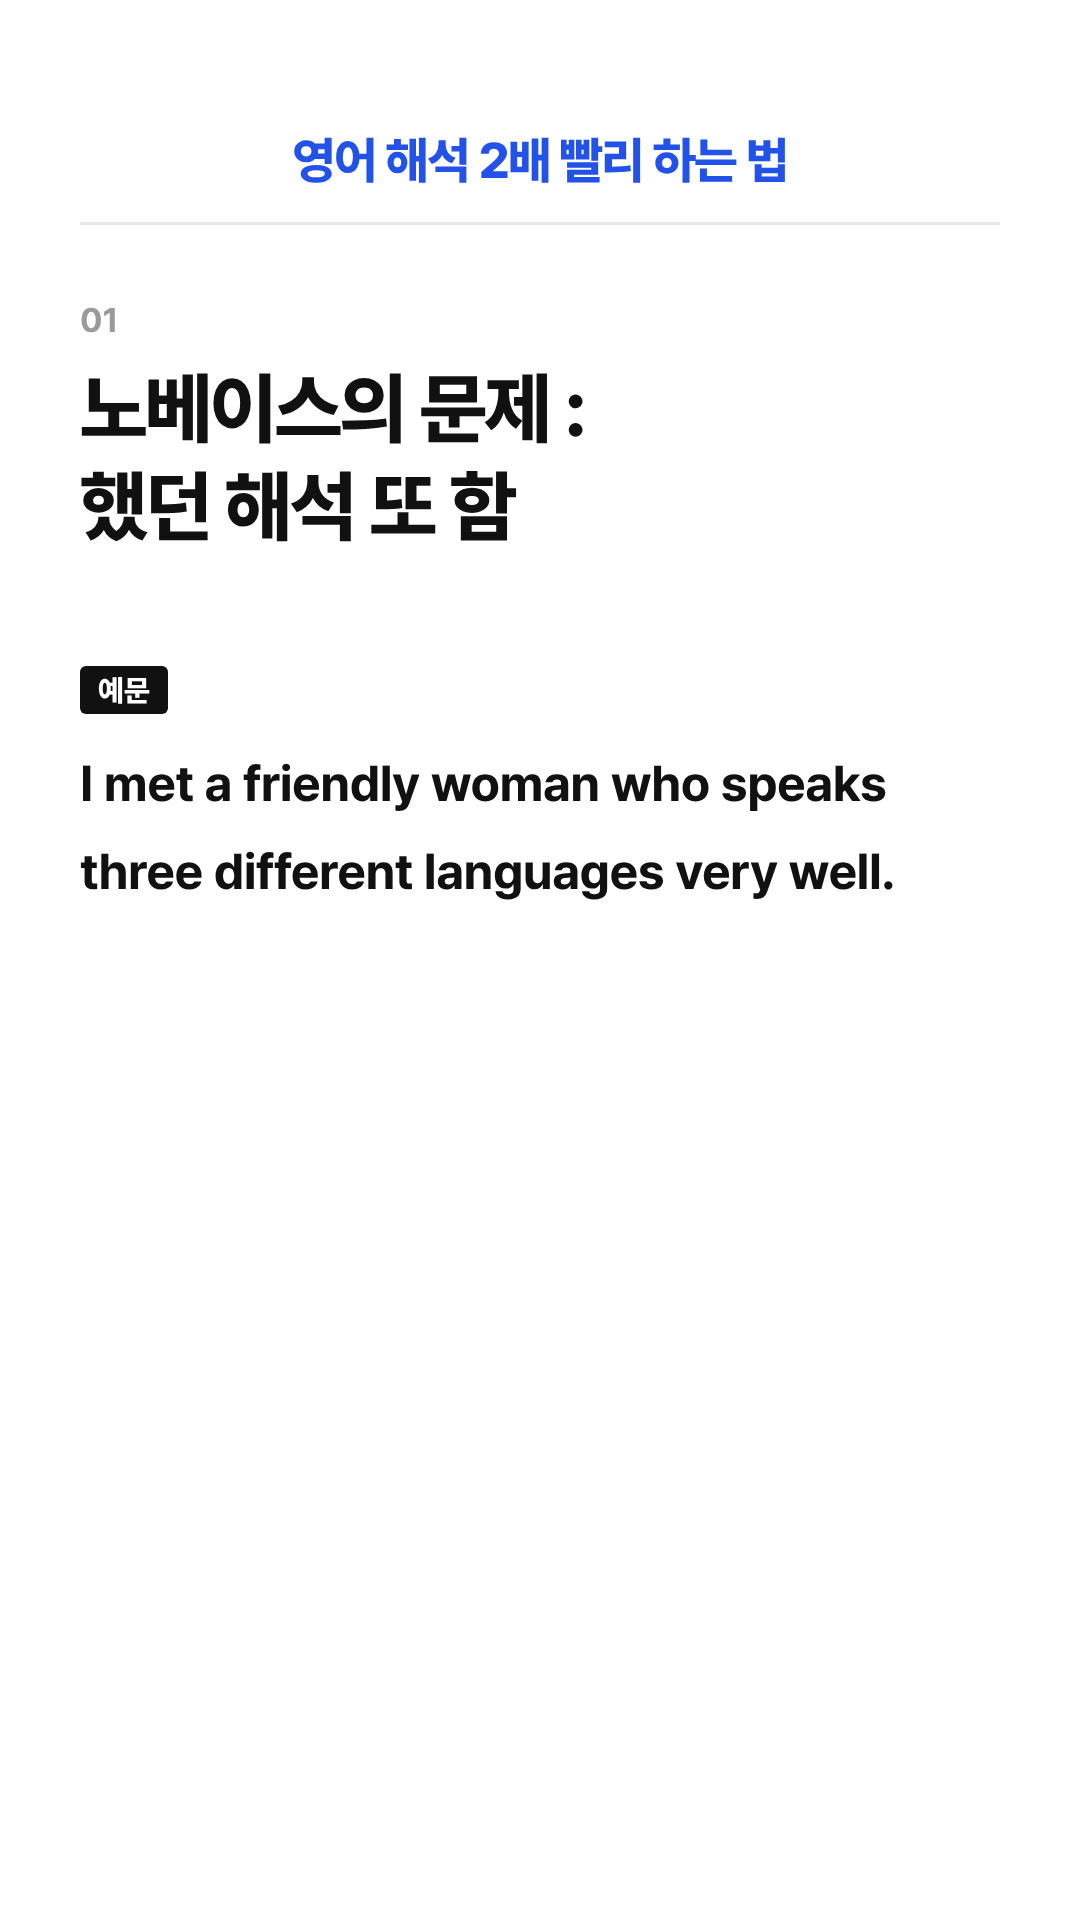 영어 해석 2배 빨리 하는 법
01
노베이스의 문제 :
했던 해석 또 함
예문
I met a friendly woman who speaks
three different languages very well.